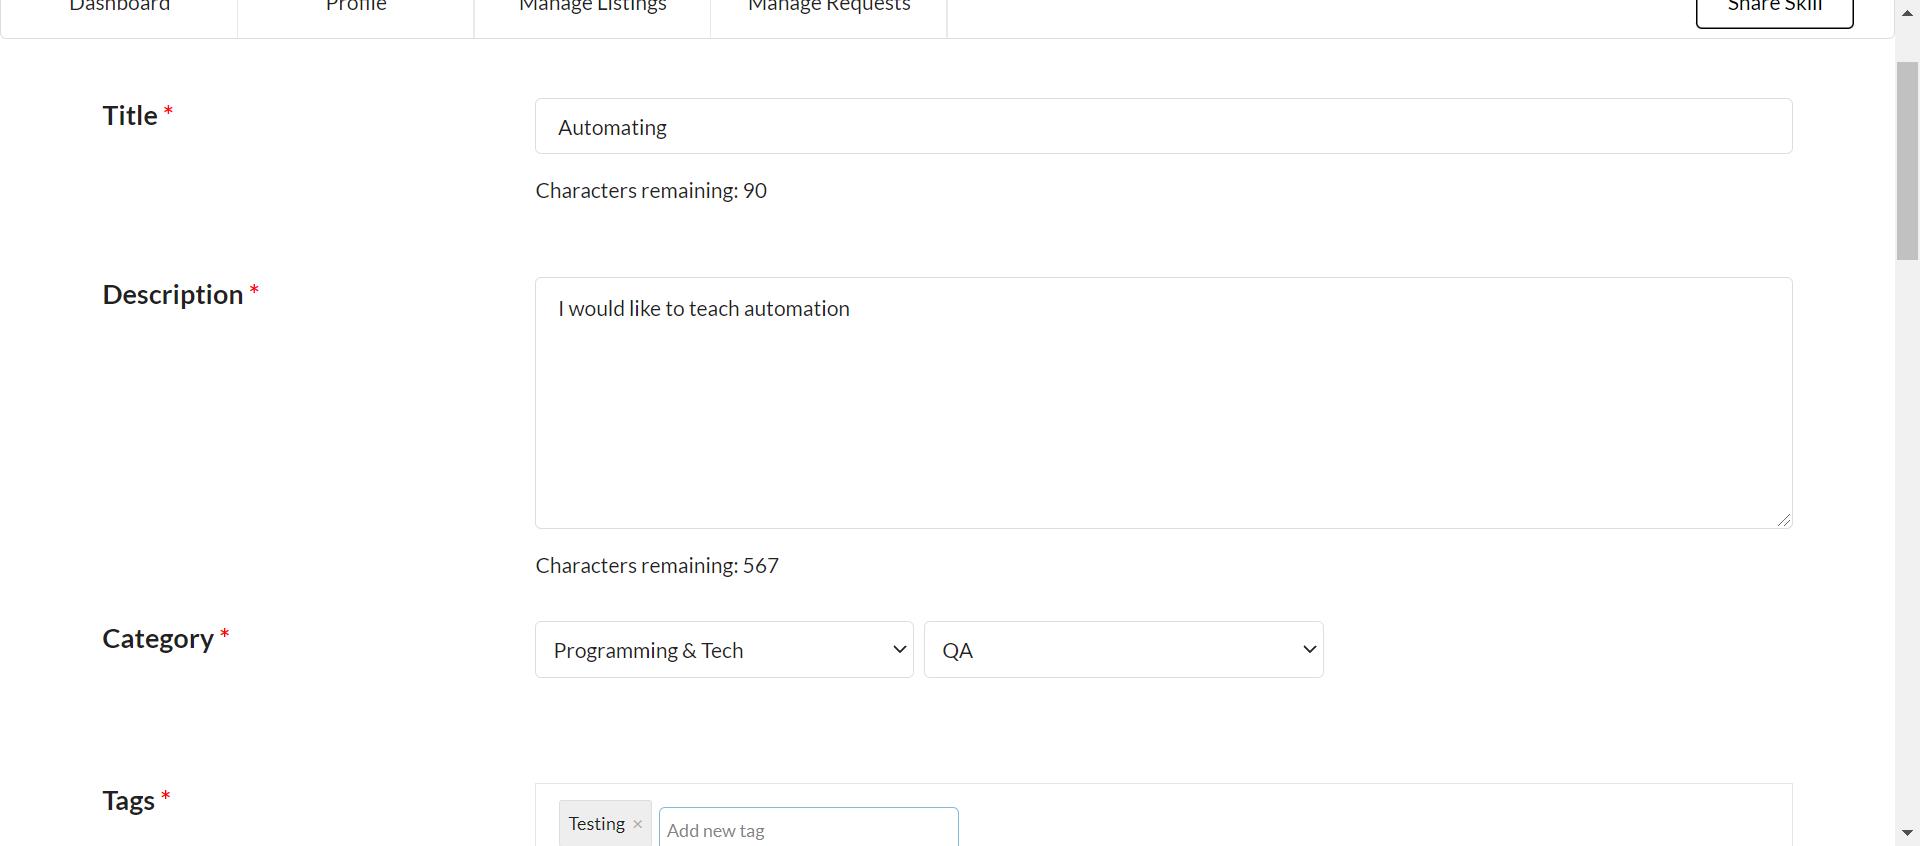 Dashboard Profile Manage Listings Manage Requests Share Skill
Title *
Automating
Characters remaining: 90
Description *
I would like to teach automation
Characters remaining: 567
Category *
Programming & Tech QA
Tags *
Testing ×
Add new tag